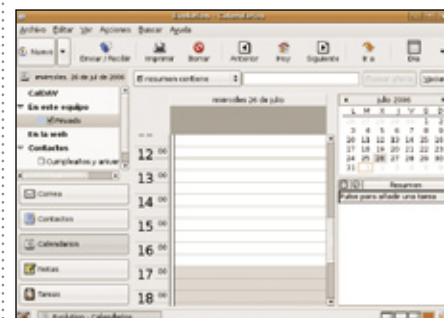 Evolution - Calendarios
Archivo Editar Ver Acciones Buscar Ayuda
Nuevo Enviar / Recibir Imprimir Borrar Anterior Hoy Siguiente Ir a Día
miércoles, 26 de jul de 2006 El resumen contiene
CalDAV
En este equipo
Privado
En la web
Contactos
Cumpleaños y aniver
Correo
Contactos
Calendarios
Notas
Tareas
miércoles 26 de julio
12 00
13 00
14 00
15 00
16 00
17 00
18 00
julio 2006
L M X J V S D
1 2
3 4 5 6 7 8 9
10 11 12 13 14 15 16
17 18 19 20 21 22 23
24 25 26 27 28 29 30
31
Resumen
Pulse para añadir una tarea
Evolution - Calendarios